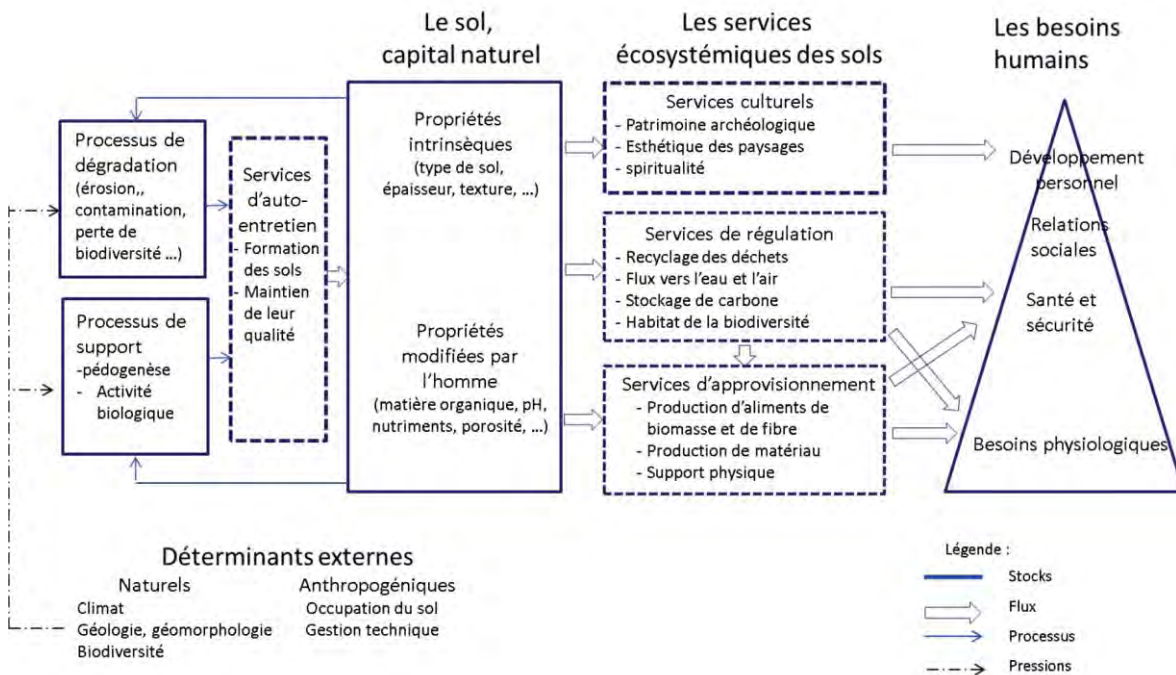 Le sol,
capital naturel
Les services
écosystémiques des sols
Les besoins
humains
Processus de
dégradation
(érosion,,
contamination,
perte de
biodiversité ...)
Processus de
support
-pédogenèse
- Activité
biologique
Services
d'auto-
entretien
- Formation
des sols
- Maintien
de leur
qualité
Propriétés
intrinsèques
(type de sol,
épaisseur, texture, ...)
Propriétés
modifiées par
l'homme
(matière organique, pH,
nutriments, porosité, ...)
Services culturels
- Patrimoine archéologique
- Esthétique des paysages
- spiritualité
Services de régulation
- Recyclage des déchets
- Flux vers l'eau et l'air
- Stockage de carbone
- Habitat de la biodiversité
Services d'approvisionnement
- Production d'aliments de
biomasse et de fibre
- Production de matériau
- Support physique
Développement
personnel
Relations
sociales
Santé et
sécurité
Besoins physiologiques
Déterminants externes
Naturels
Climat
Géologie, géomorphologie
Biodiversité
Anthropogéniques
Occupation du sol
Gestion technique
Légende :
Stocks
Flux
Processus
Pressions